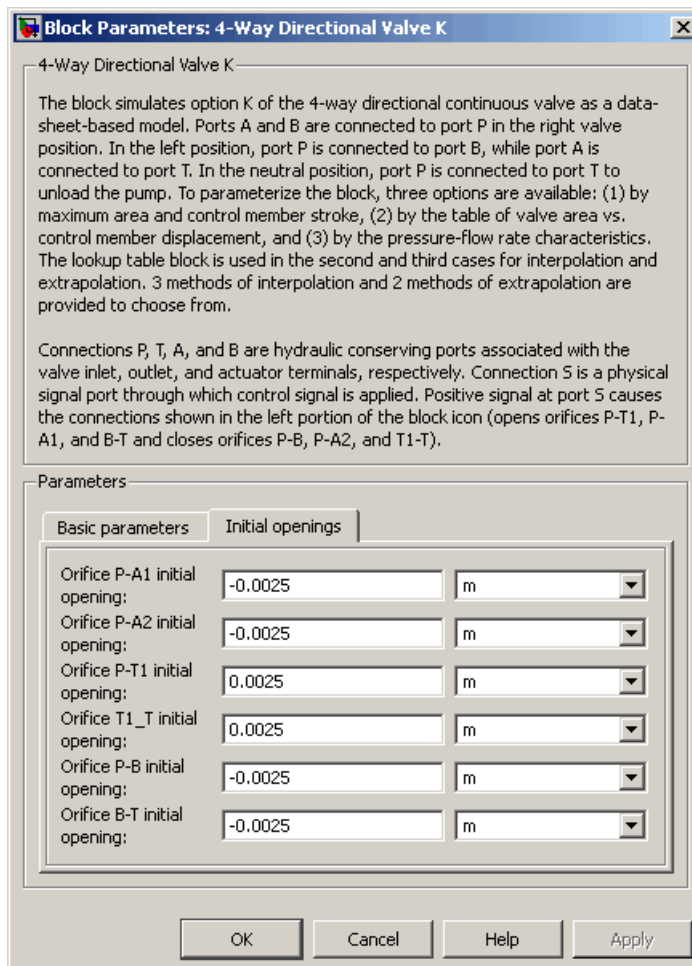 Block Parameters: 4-Way Directional Valve K
4-Way Directional Valve K
The block simulates option K of the 4-way directional continuous valve as a data-
sheet-based model. Ports A and B are connected to port P in the right valve
position. In the left position, port P is connected to port B, while port A is
connected to port T. In the neutral position, port P is connected to port T to
unload the pump. To parameterize the block, three options are available: (1) by
maximum area and control member stroke, (2) by the table of valve area vs.
control member displacement, and (3) by the pressure-flow rate characteristics.
The lookup table block is used in the second and third cases for interpolation and
extrapolation. 3 methods of interpolation and 2 methods of extrapolation are
provided to choose from.
Connections P, T, A, and B are hydraulic conserving ports associated with the
valve inlet, outlet, and actuator terminals, respectively. Connection S is a physical
signal port through which control signal is applied. Positive signal at port S causes
the connections shown in the left portion of the block icon (opens orifices P-T1, P-
A1, and B-T and closes orifices P-B, P-A2, and T1-T).
Parameters
Basic parameters Initial openings
Orifice P-A1 initial
opening: -0.0025 m
Orifice P-A2 initial
opening: -0.0025 m
Orifice P-T1 initial
opening: 0.0025 m
Orifice T1_T initial
opening: 0.0025 m
Orifice P-B initial
opening: -0.0025 m
Orifice B-T initial
opening: -0.0025 m
OK Cancel Help Apply